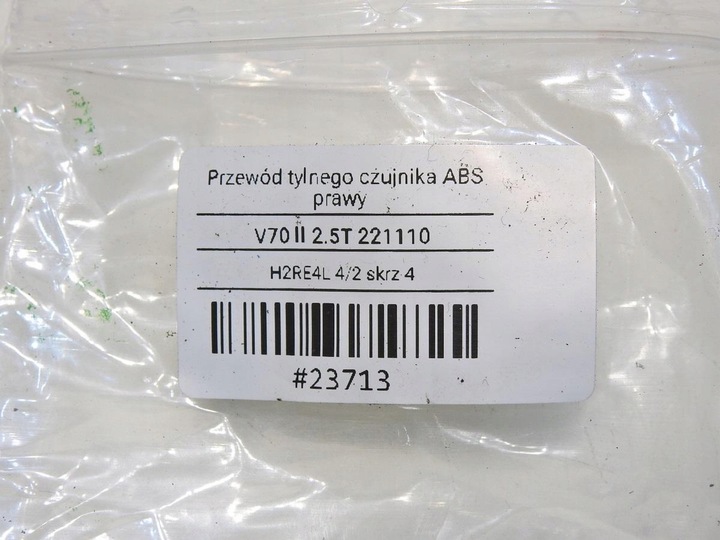 Przewód tylnego czujnika ABS
prawy
V70 II 2.5T 221110
H2RE4L 4/2 skrz 4
#23713